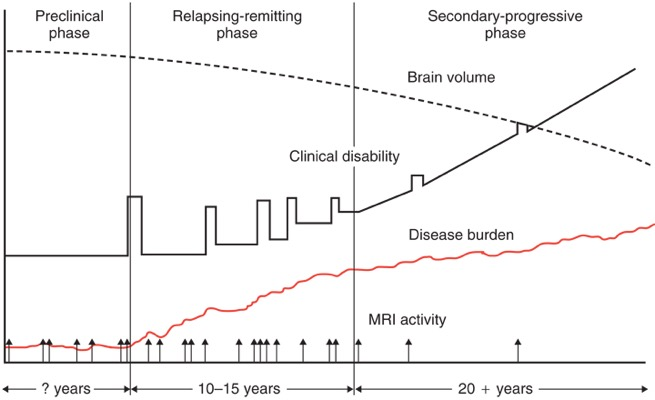 Preclinical
phase
Relapsing-remitting
phase
Secondary-progressive
phase
Brain volume
Clinical disability
Disease burden
MRI activity
? years
10–15 years
20 + years